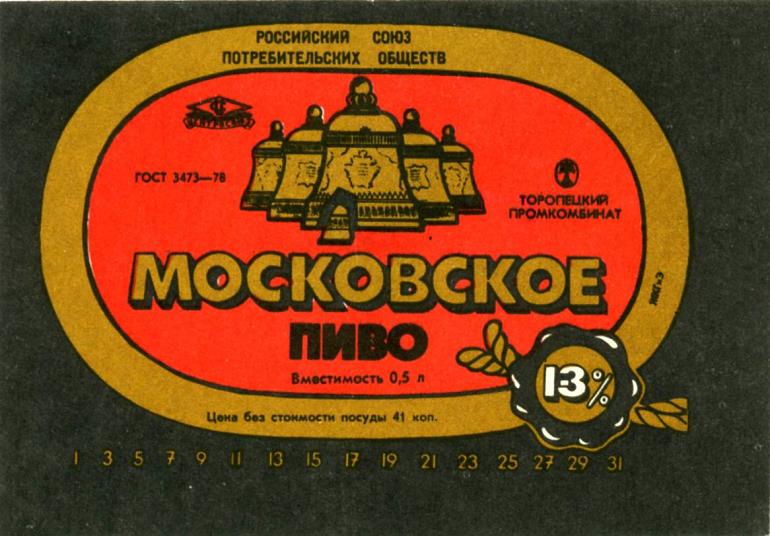 РОССИЙСКИЙ СОЮЗ
ПОТРЕБИТЕЛЬСКИХ ОБЩЕСТВ
ЦЕНТРОСОЮЗ
ГОСТ 3473—78
ТОРОПЕЦКИЙ
ПРОМКОМБИНАТ
МОСКОВСКОЕ
ПИВО
Вместимость 0,5 л
13%
Цена без стоимости посуды 41 коп.
1 3 5 7 9 11 13 15 17 19 21 23 25 27 29 31